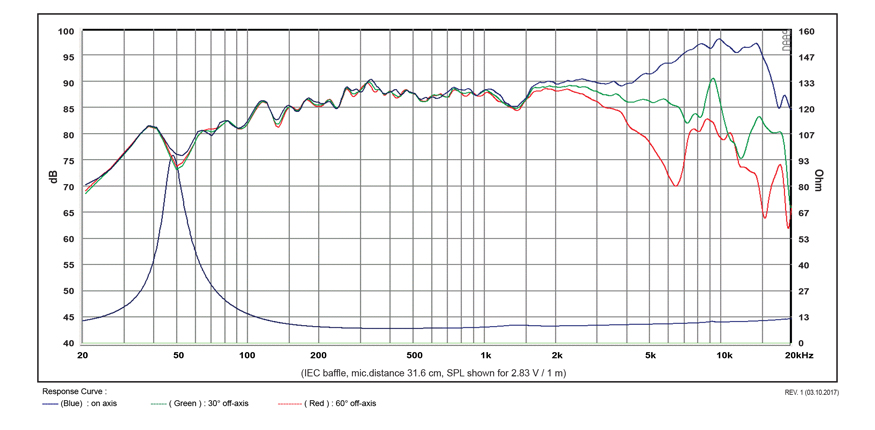 100 160
95 147
90 133
85 120
80 107
75 93
70 80
65 67
60 53
55 40
50 27
45 13
40 0
dB
Ohm
20 50 100 200 500 1k 2k 5k 10k 20kHz
(IEC baffle, mic.distance 31.6 cm, SPL shown for 2.83 V / 1 m)
Response Curve :
(Blue) : on axis ( Green ) : 30° off-axis ( Red ) : 60° off-axis
REV. 1 (03.10.2017)